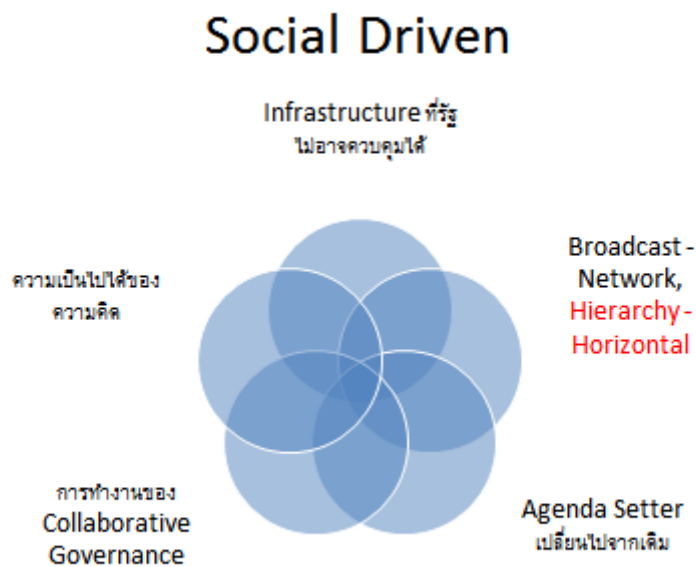 Social Driven
Infrastructure ที่รัฐ
ไม่อาจควบคุมได้
Broadcast -
Network,
Hierarchy -
Horizontal
Agenda Setter
เปลี่ยนไปจากเดิม
การทำงานของ
Collaborative
Governance
ความเป็นไปได้ของ
ความคิด